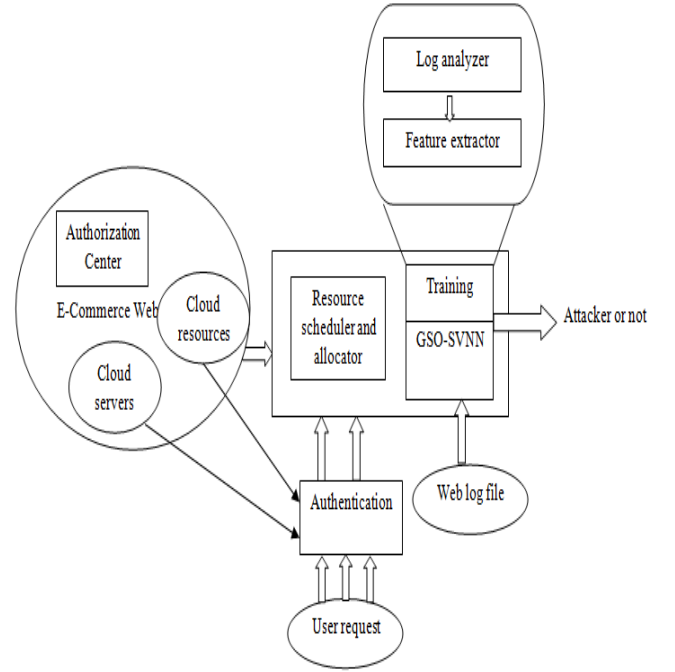 Log analyzer
Feature extractor
Authorization
Center
E-Commerce Web
Cloud
resources
Cloud
servers
Resource
scheduler and
allocator
Training
GSO-SVNN
Attacker or not
Authentication
Web log file
User request